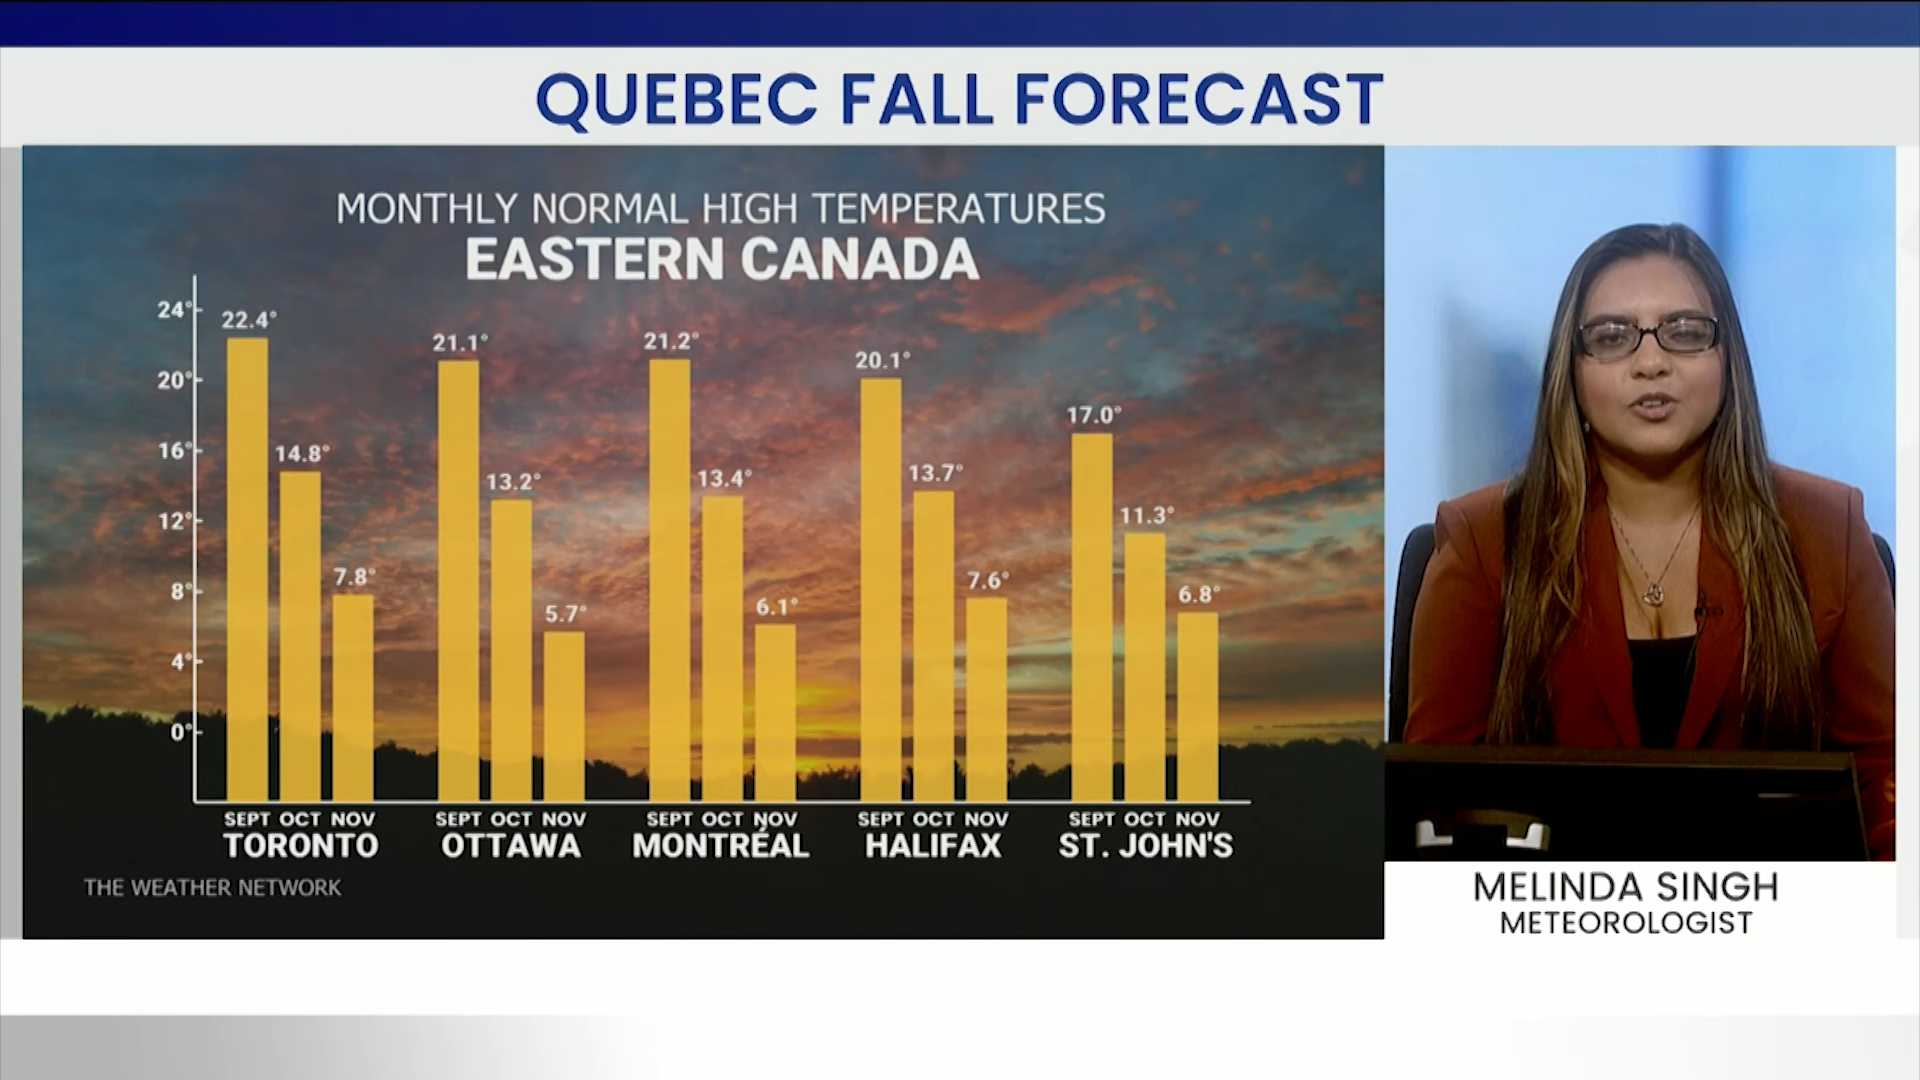 QUEBEC FALL FORECAST
MONTHLY NORMAL HIGH TEMPERATURES
EASTERN CANADA
24°
20°
16°
12°
8°
4°
0°
22.4°
14.8°
7.8°
21.1°
13.2°
5.7°
21.2°
13.4°
6.1°
20.1°
13.7°
7.6°
17.0°
11.3°
6.8°
SEPT OCT NOV
TORONTO
SEPT OCT NOV
OTTAWA
SEPT OCT NOV
MONTRÉAL
SEPT OCT NOV
HALIFAX
SEPT OCT NOV
ST. JOHN'S
THE WEATHER NETWORK
MELINDA SINGH
METEOROLOGIST